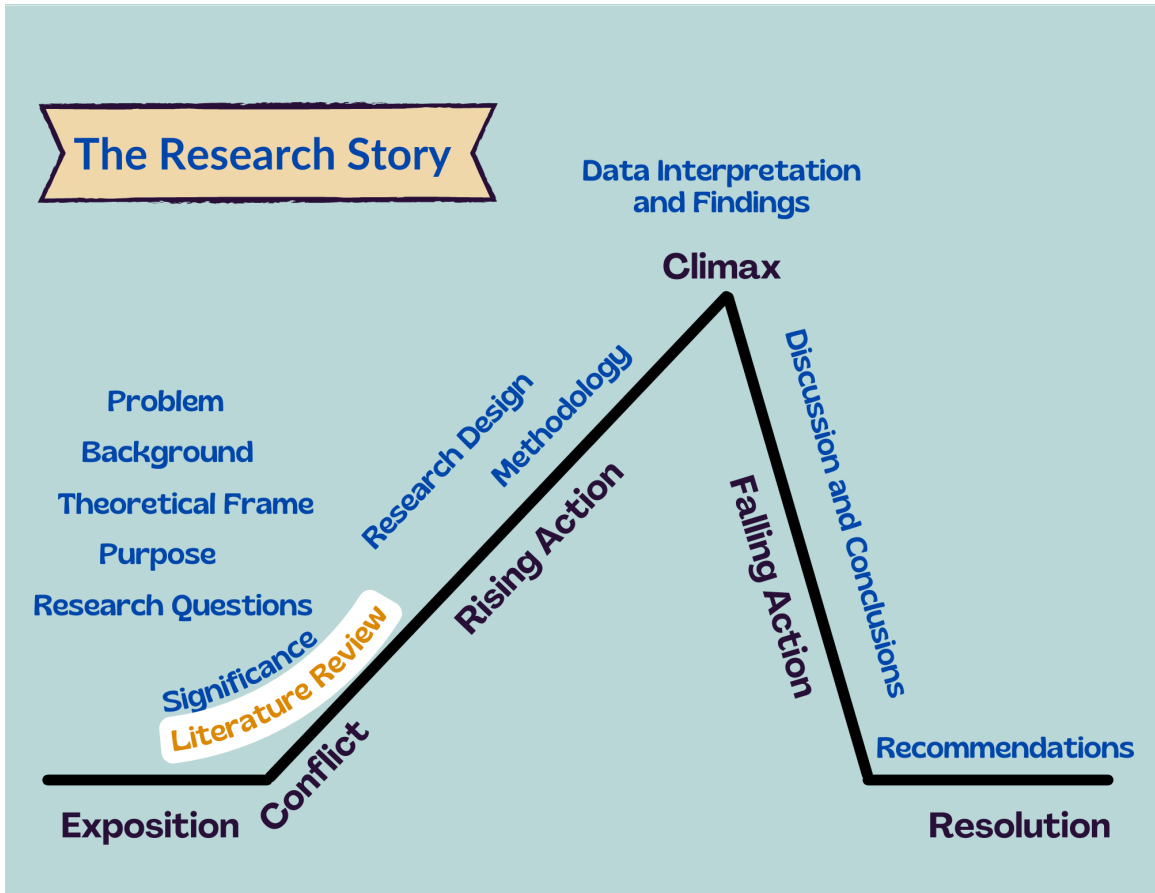 The Research Story
Data Interpretation
and Findings
Climax
Problem
Background
Theoretical Frame
Purpose
Research Questions
Significance
Literature Review
Research Design
Methodology
Rising Action
Conflict
Exposition
Falling Action
Discussion and Conclusions
Recommendations
Resolution